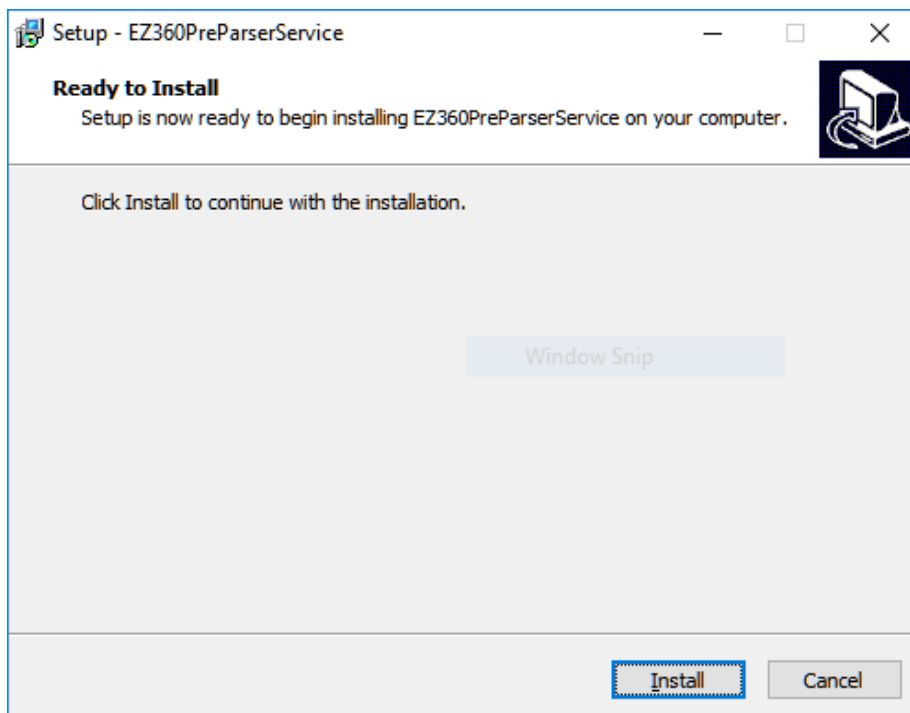 Setup - EZ360PreParserService
Ready to Install
Setup is now ready to begin installing EZ360PreParserService on your computer.
Click Install to continue with the installation.
Window Snip
Install
Cancel